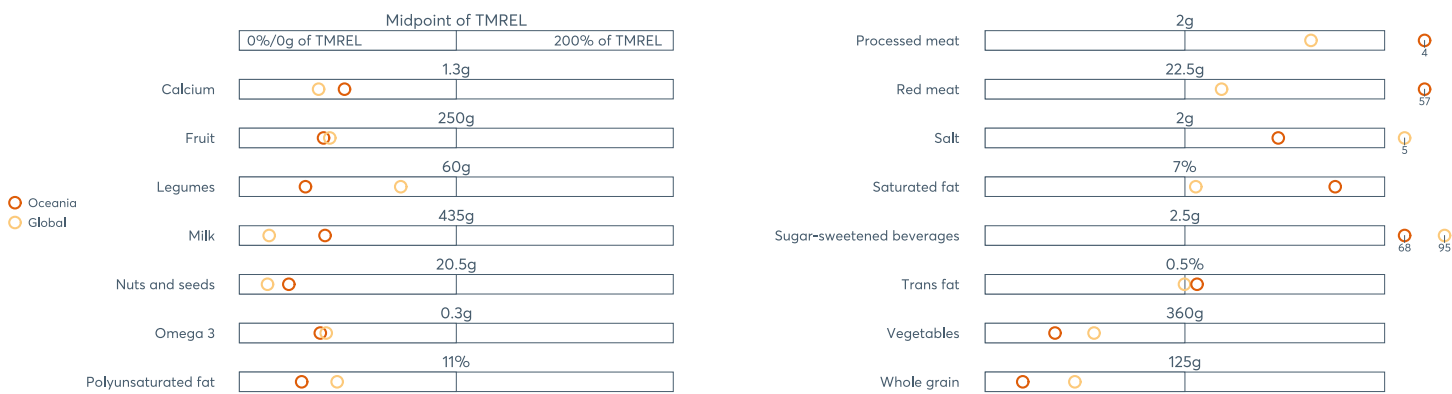 Midpoint of TMREL
0%/0g of TMREL 200% of TMREL
1.3g
Calcium
250g
Fruit
60g
Legumes
435g
Milk
20.5g
Nuts and seeds
0.3g
Omega 3
11%
Polyunsaturated fat
Oceania
Global
2g
Processed meat
4
22.5g
Red meat
57
2g
Salt
5
7%
Saturated fat
2.5g
Sugar-sweetened beverages
68 95
0.5%
Trans fat
360g
Vegetables
125g
Whole grain